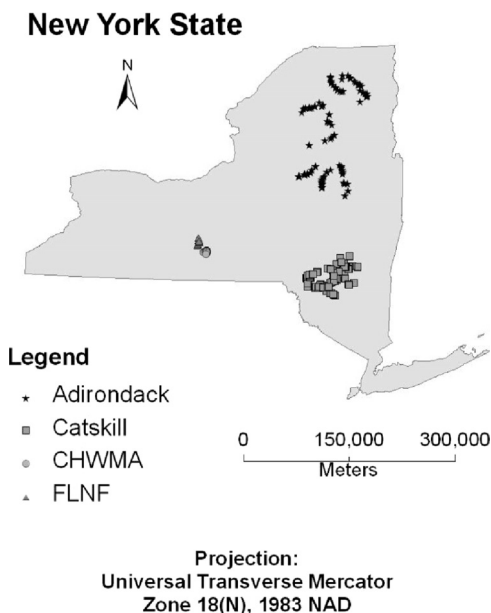 New York State
N
Legend
Adirondack
Catskill
CHWMA
FLNF
0 150,000 300,000
Meters
Projection:
Universal Transverse Mercator
Zone 18(N), 1983 NAD